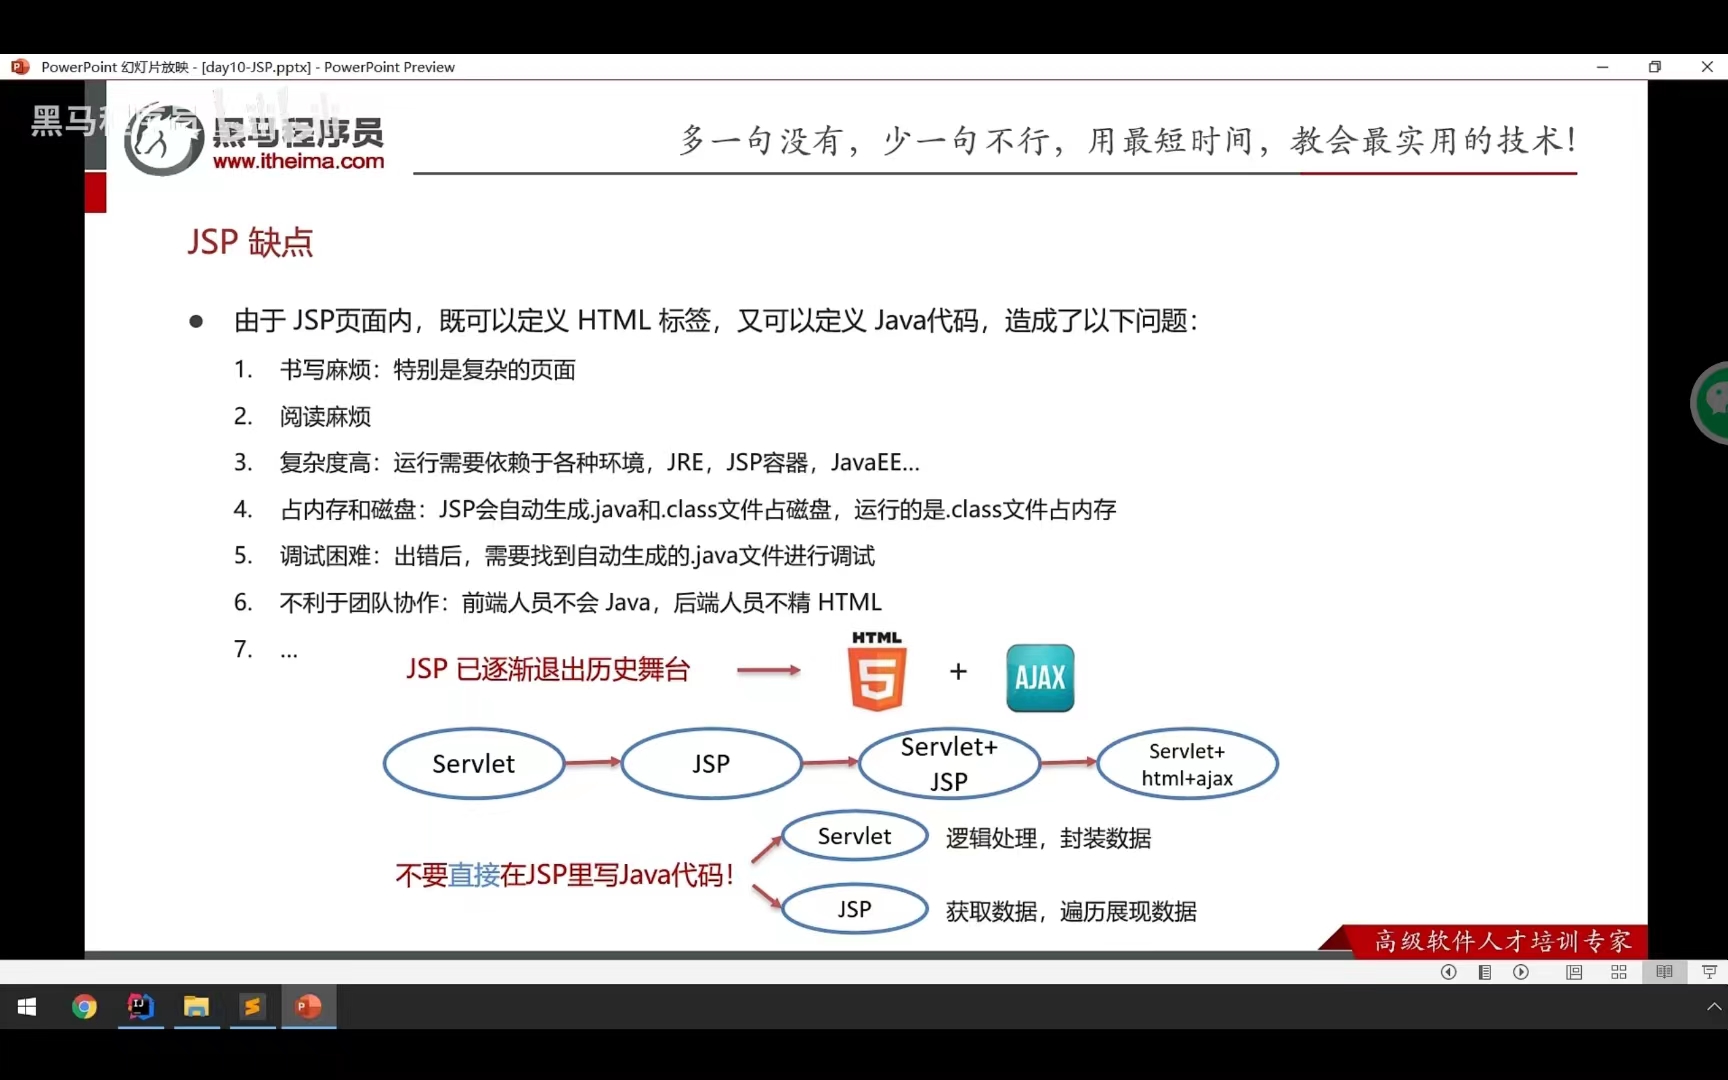 PowerPoint 幻灯片放映 - [day10-JSP.pptx] - PowerPoint Preview
黑马程序员
www.itheima.com
多一句没有，少一句不行，用最短时间，教会最实用的技术！
JSP 缺点
● 由于 JSP页面内，既可以定义 HTML 标签，又可以定义 Java代码，造成了以下问题：
1. 书写麻烦：特别是复杂的页面
2. 阅读麻烦
3. 复杂度高：运行需要依赖于各种环境，JRE，JSP容器，JavaEE...
4. 占内存和磁盘：JSP会自动生成.java和.class文件占磁盘，运行的是.class文件占内存
5. 调试困难：出错后，需要找到自动生成的.java文件进行调试
6. 不利于团队协作：前端人员不会 Java，后端人员不精 HTML
7. ...
JSP 已逐渐退出历史舞台
HTML
5
+
AJAX
Servlet
JSP
Servlet+
JSP
Servlet+
html+ajax
不要直接在JSP里写Java代码！
Servlet
逻辑处理，封装数据
JSP
获取数据，遍历展现数据
高级软件人才培训专家